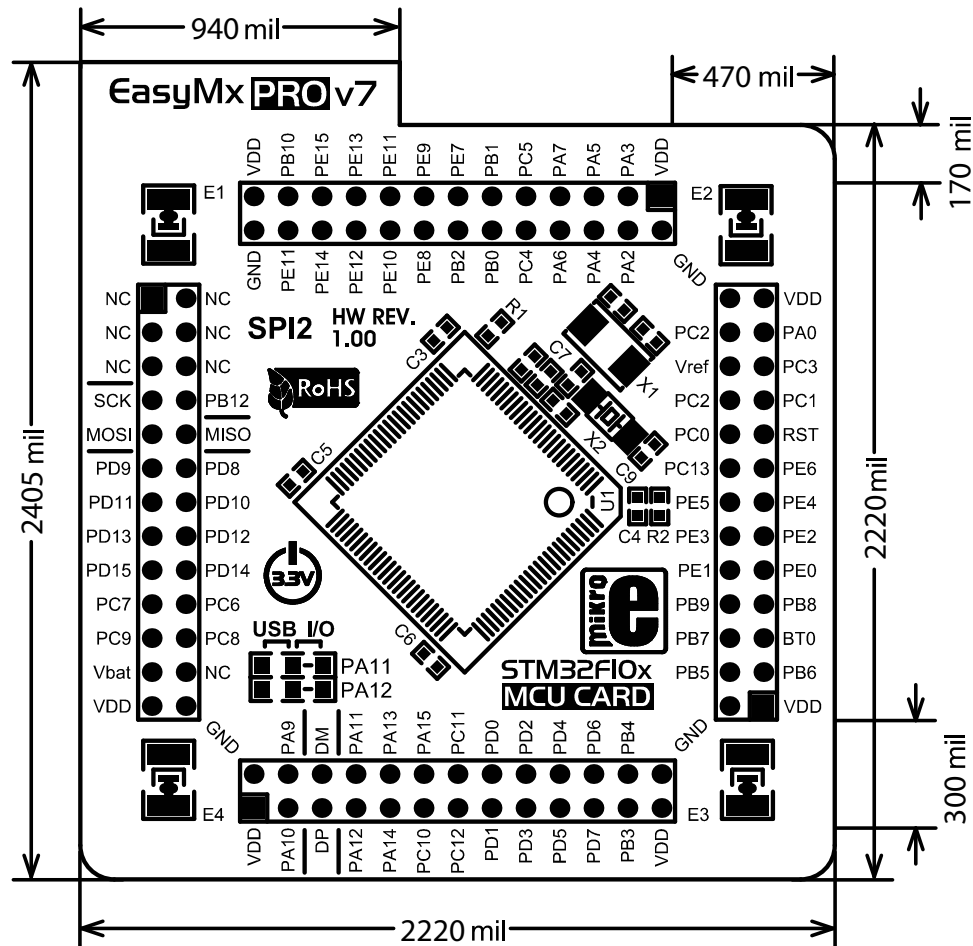 940 mil
EasyMx PRO v7
470 mil
170 mil
2405 mil
2220 mil
VDD PB10 PE15 PE13 PE11 PE9 PE7 PB1 PC5 PA7 PA5 PA3 VDD
E1
E2
GND PE11 PE14 PE12 PE10 PE8 PB2 PB0 PC4 PA6 PA4 PA2 GND
NC NC
NC NC
NC NC
SCK PB12
MOSI MISO
PD9 PD8
PD11 PD10
PD13 PD12
PD15 PD14
PC7 PC6
PC9 PC8
Vbat NC
VDD
GND
SPI2
HW REV.
1.00
RoHS
C3
R1
C7
X1
X2
C9
C5
U1
C4 R2
3.3V
C6
USB I/O
PA11
PA12
mikro
e
STM32F10x
MCU CARD
VDD
PC2 PA0
Vref PC3
PC2 PC1
PC0 RST
PC13 PE6
PE5 PE4
PE3 PE2
PE1 PE0
PB9 PB8
PB7 BT0
PB5 PB6
VDD
GND
300 mil
PA9 DM PA11 PA13 PA15 PC11 PD0 PD2 PD4 PD6 PB4
E4
E3
VDD PA10 DP PA12 PA14 PC10 PC12 PD1 PD3 PD5 PD7 PB3 VDD
2220 mil